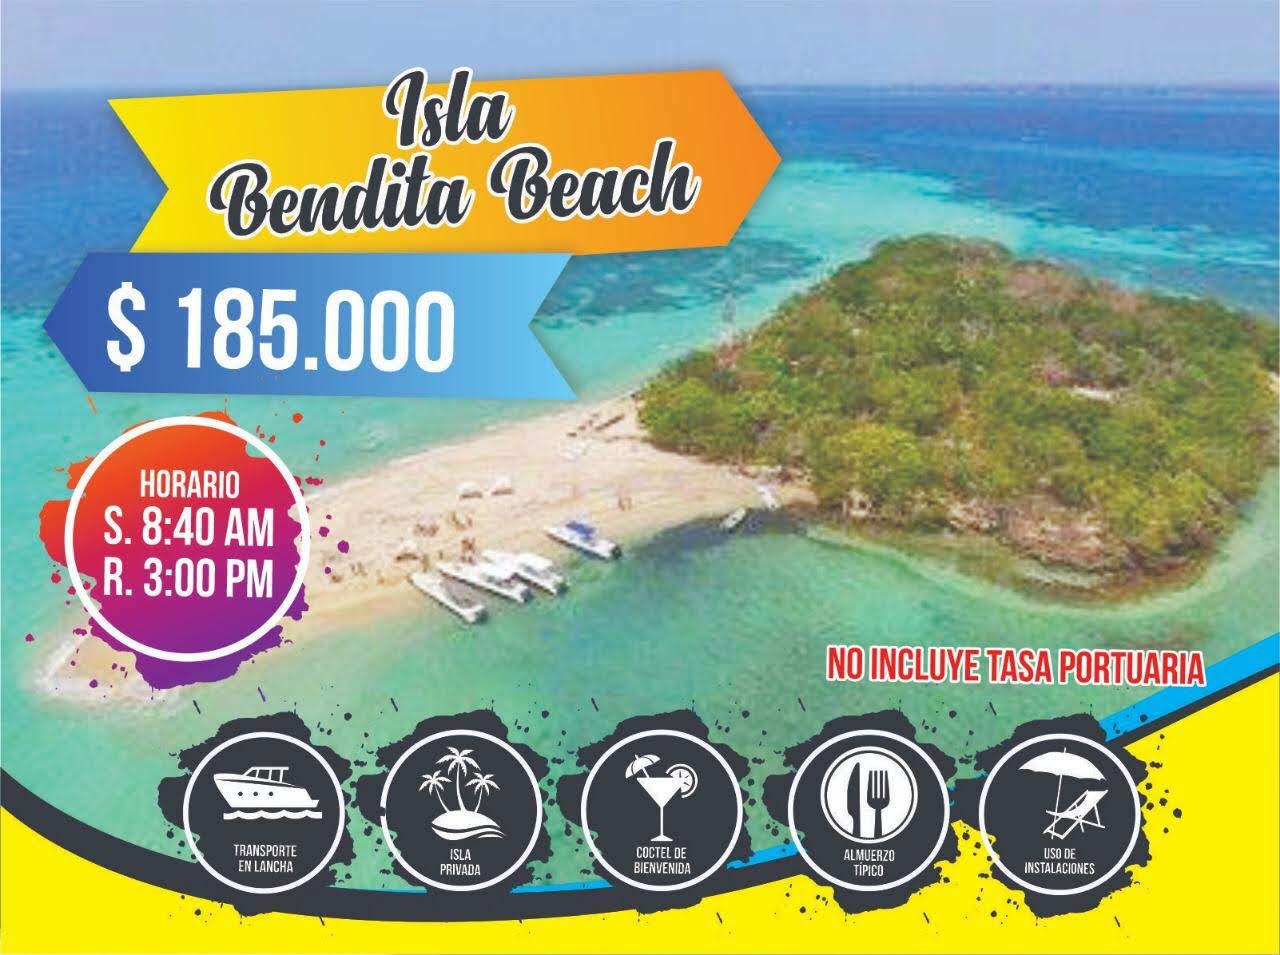 Isla
Bendita Beach
$ 185.000
HORARIO
S. 8:40 AM
R. 3:00 PM
NO INCLUYE TASA PORTUARIA
TRANSPORTE
EN LANCHA
ISLA
PRIVADA
COCTEL DE
BIENVENIDA
ALMUERZO
TÍPICO
USO DE
INSTALACIONES